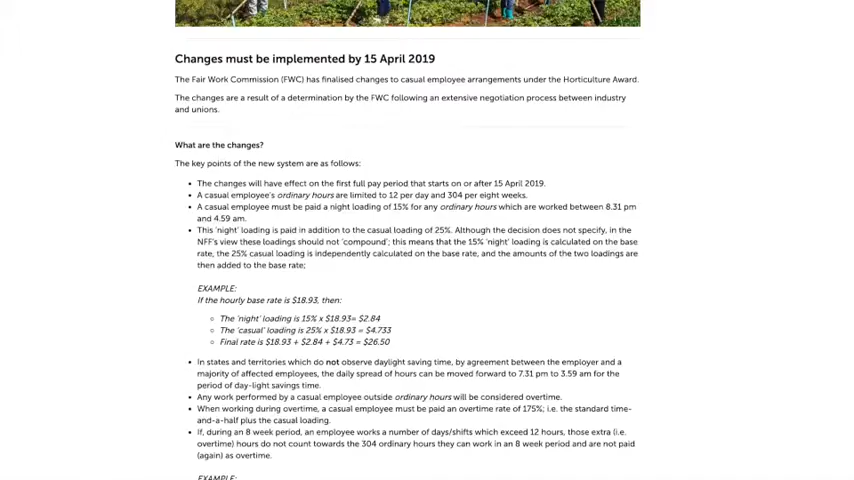 Changes must be implemented by 15 April 2019
The Fair Work Commission (FWC) has finalised changes to casual employee arrangements under the Horticulture Award.
The changes are a result of a determination by the FWC following an extensive negotiation process between industry
and unions.
What are the changes?
The key points of the new system are as follows:
• The changes will have effect on the first full pay period that starts on or after 15 April 2019.
• A casual employee's ordinary hours are limited to 12 per day and 304 per eight weeks.
• A casual employee must be paid a night loading of 15% for any ordinary hours which are worked between 8.31 pm
and 4.59 am.
• This 'night' loading is paid in addition to the casual loading of 25%. Although the decision does not specify, in the
NFF's view these loadings should not 'compound'; this means that the 15% 'night' loading is calculated on the base
rate, the 25% casual loading is independently calculated on the base rate, and the amounts of the two loadings are
then added to the base rate;
EXAMPLE:
If the hourly base rate is $18.93, then:
○ The 'night' loading is 15% x $18.93= $2.84
○ The 'casual' loading is 25% x $18.93 = $4.733
○ Final rate is $18.93 + $2.84 + $4.73 = $26.50
• In states and territories which do not observe daylight saving time, by agreement between the employer and a
majority of affected employees, the daily spread of hours can be moved forward to 7.31 pm to 3.59 am for the
period of day-light savings time.
• Any work performed by a casual employee outside ordinary hours will be considered overtime.
• When working during overtime, a casual employee must be paid an overtime rate of 175%; i.e. the standard time-
and-a-half plus the casual loading.
• If, during an 8 week period, an employee works a number of days/shifts which exceed 12 hours, those extra (i.e.
overtime) hours do not count towards the 304 ordinary hours they can work in an 8 week period and are not paid
(again) as overtime.
EXAMPLE: